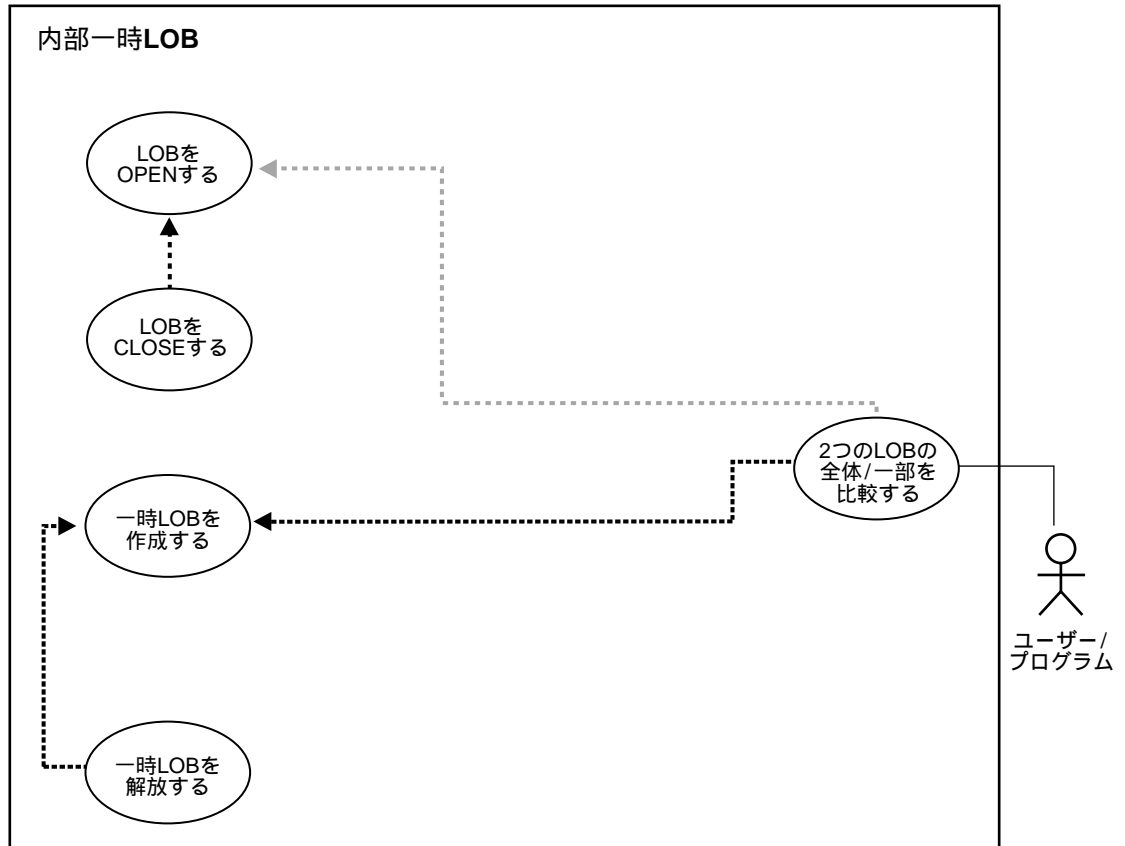 内部一時LOB
LOBを
OPENする
LOBを
CLOSEする
2つのLOBの
全体/一部を
比較する
一時LOBを
作成する
ユーザー/
プログラム
一時LOBを
解放する